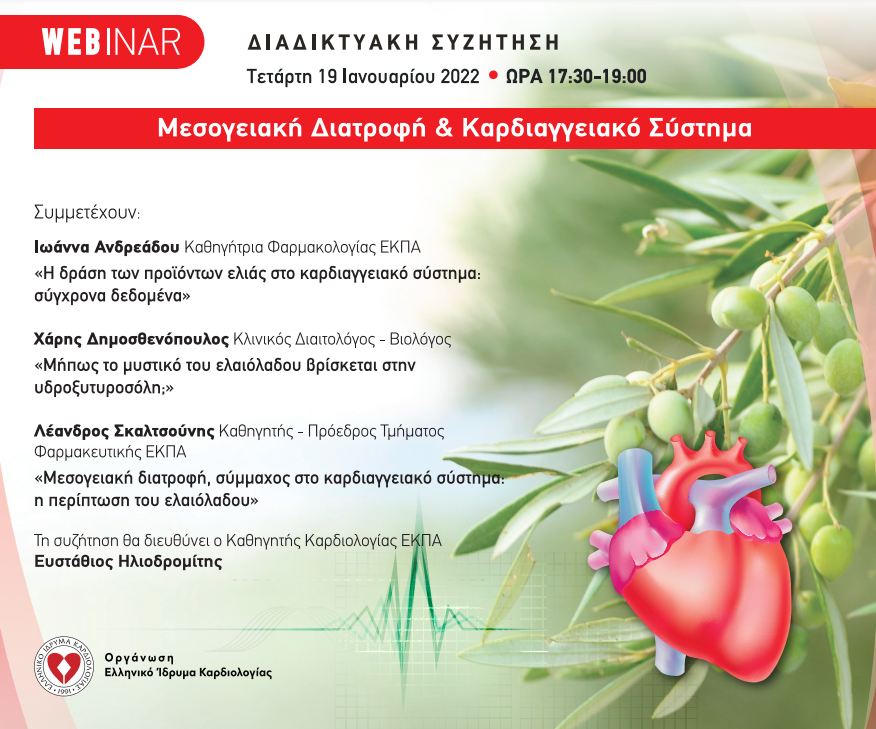 WEBINAR
ΔΙΑΔΙΚΤΥΑΚΗ ΣΥΖΗΤΗΣΗ
Τετάρτη 19 Ιανουαρίου 2022 • ΩΡΑ 17:30-19:00
Μεσογειακή Διατροφή & Καρδιαγγειακό Σύστημα
Συμμετέχουν:
Ιωάννα Ανδρεάδου Καθηγήτρια Φαρμακολογίας ΕΚΠΑ
«Η δράση των προϊόντων ελιάς στο καρδιαγγειακό σύστημα:
σύγχρονα δεδομένα»
Χάρης Δημοσθενόπουλος Κλινικός Διαιτολόγος - Βιολόγος
«Μήπως το μυστικό του ελαιόλαδου βρίσκεται στην
υδροξυτυροσόλη;»
Λέανδρος Σκαλτσούνης Καθηγητής - Πρόεδρος Τμήματος
Φαρμακευτικής ΕΚΠΑ
«Μεσογειακή διατροφή, σύμμαχος στο καρδιαγγειακό σύστημα:
η περίπτωση του ελαιόλαδου»
Τη συζήτηση θα διευθύνει ο Καθηγητής Καρδιολογίας ΕΚΠΑ
Ευστάθιος Ηλιοδρομίτης
ΕΛΛΗΝΙΚΟ ΙΔΡΥΜΑ ΚΑΡΔΙΟΛΟΓΙΑΣ
• 1991 •
Οργάνωση
Ελληνικό Ίδρυμα Καρδιολογίας